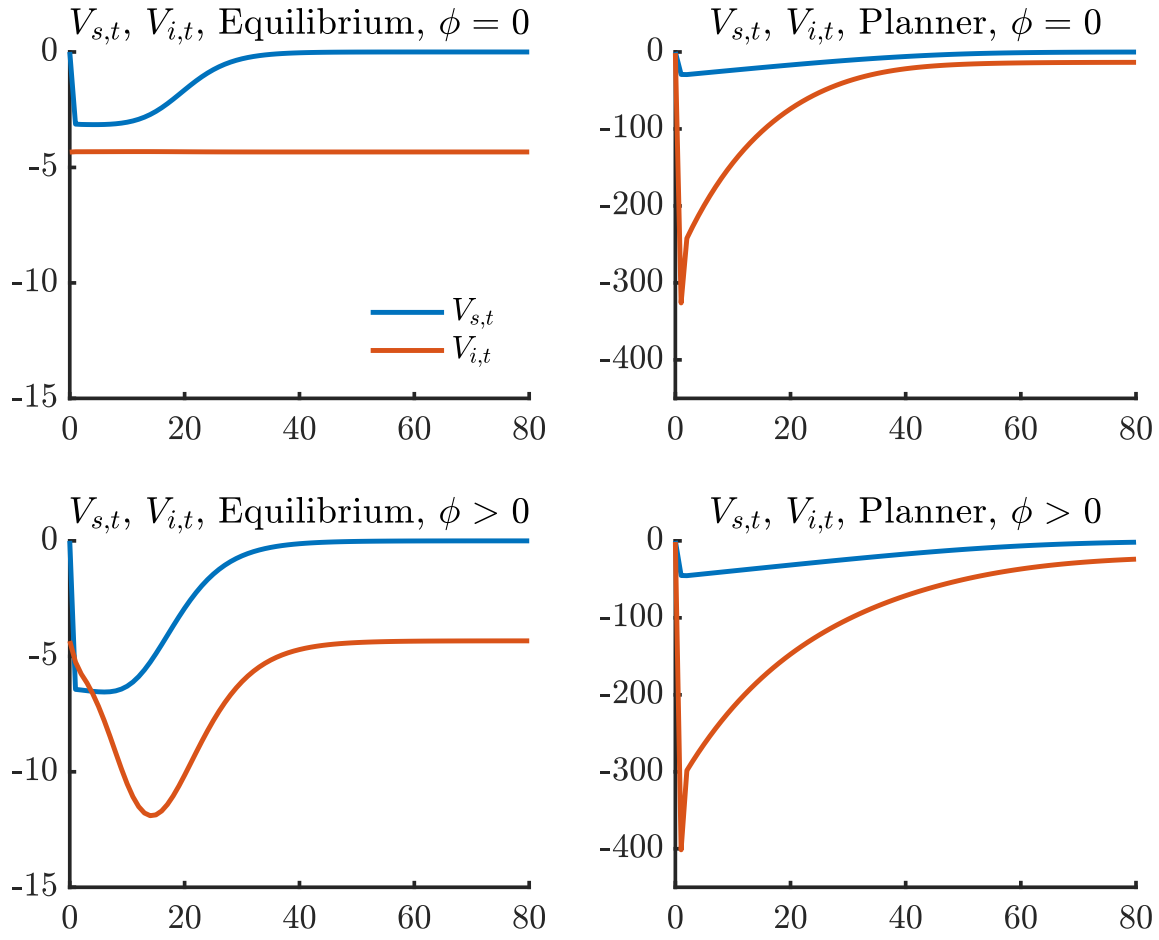 V_{s,t}, V_{i,t}, Equilibrium, ϕ = 0
0
-5
-10
-15
0 20 40 60 80
V_{s,t}
V_{i,t}
V_{s,t}, V_{i,t}, Planner, ϕ = 0
0
-100
-200
-300
-400
0 20 40 60 80
V_{s,t}, V_{i,t}, Equilibrium, ϕ > 0
0
-5
-10
-15
0 20 40 60 80
V_{s,t}, V_{i,t}, Planner, ϕ > 0
0
-100
-200
-300
-400
0 20 40 60 80